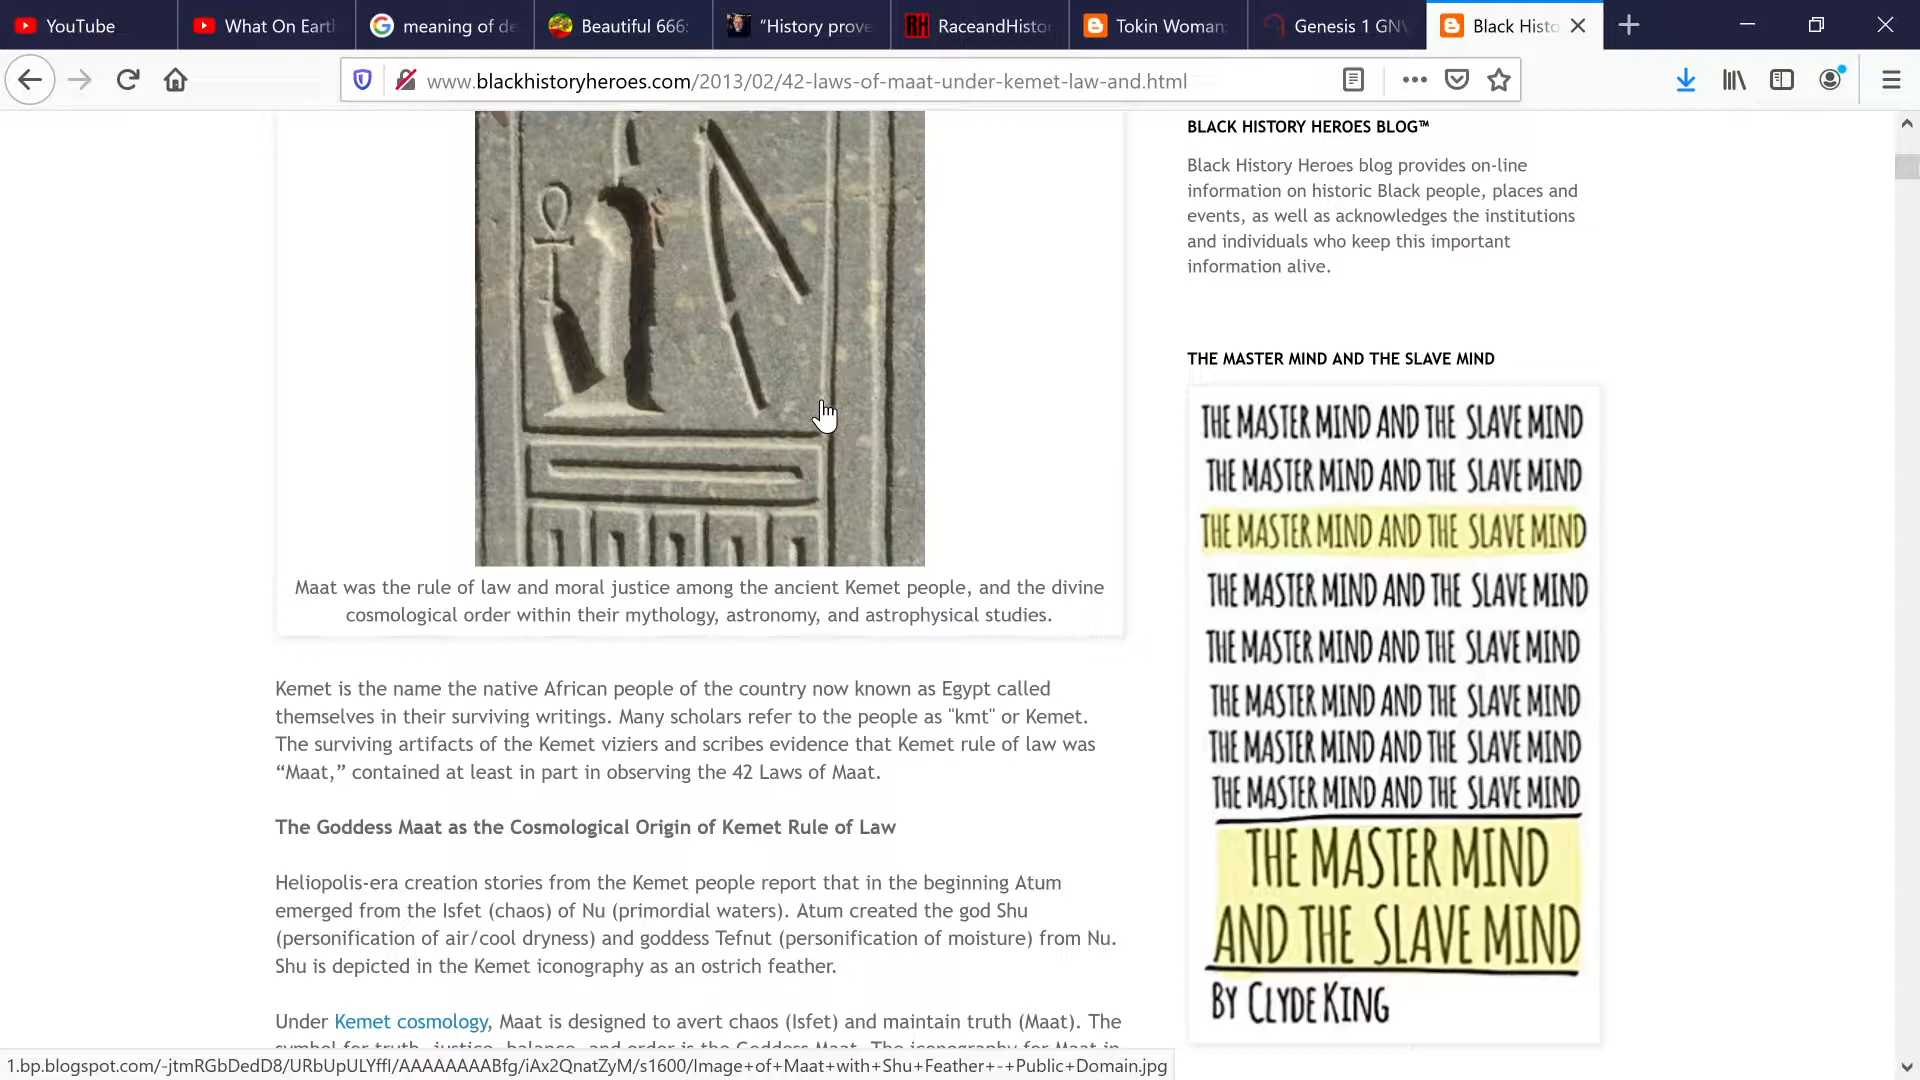 YouTube
What On Earth
meaning of de
Beautiful 666:
"History prove
RaceandHisto
Tokin Woman:
Genesis 1 GNV
Black Histo
www.blackhistoryheroes.com/2013/02/42-laws-of-maat-under-kemet-law-and.html
Maat was the rule of law and moral justice among the ancient Kemet people, and the divine
cosmological order within their mythology, astronomy, and astrophysical studies.
Kemet is the name the native African people of the country now known as Egypt called
themselves in their surviving writings. Many scholars refer to the people as "kmt" or Kemet.
The surviving artifacts of the Kemet viziers and scribes evidence that Kemet rule of law was
“Maat,” contained at least in part in observing the 42 Laws of Maat.
The Goddess Maat as the Cosmological Origin of Kemet Rule of Law
Heliopolis-era creation stories from the Kemet people report that in the beginning Atum
emerged from the Isfet (chaos) of Nu (primordial waters). Atum created the god Shu
(personification of air/cool dryness) and goddess Tefnut (personification of moisture) from Nu.
Shu is depicted in the Kemet iconography as an ostrich feather.
Under Kemet cosmology, Maat is designed to avert chaos (Isfet) and maintain truth (Maat). The
symbol for truth, justice, balance, and order is the Goddess Maat. The iconography for Maat in
BLACK HISTORY HEROES BLOG™
Black History Heroes blog provides on-line
information on historic Black people, places and
events, as well as acknowledges the institutions
and individuals who keep this important
information alive.
THE MASTER MIND AND THE SLAVE MIND
THE MASTER MIND AND THE SLAVE MIND
THE MASTER MIND AND THE SLAVE MIND
THE MASTER MIND AND THE SLAVE MIND
THE MASTER MIND AND THE SLAVE MIND
THE MASTER MIND AND THE SLAVE MIND
THE MASTER MIND AND THE SLAVE MIND
THE MASTER MIND AND THE SLAVE MIND
THE MASTER MIND AND THE SLAVE MIND
THE MASTER MIND
AND THE SLAVE MIND
BY CLYDE KING
1.bp.blogspot.com/-jtmRGbDedD8/URbUpULYffI/AAAAAAAABfg/iAx2QnatZyM/s1600/Image+of+Maat+with+Shu+Feather+-+Public+Domain.jpg